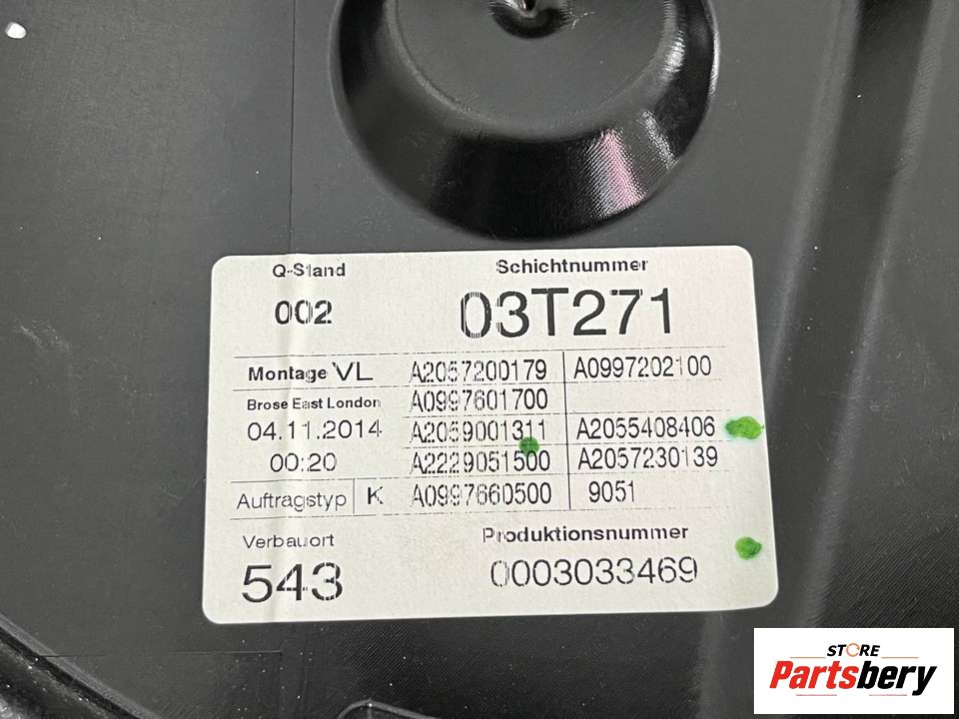 Q-Stand
Schichtnummer
002
03T271
Montage VL
A2057200179
A0997202100
Brose East London
A0997601700
04.11.2014
A2059001311
A2055408406
00:20
A2229051500
A2057230139
Auftragstyp
K
A0997660500
9051
Verbauort
Produktionsnummer
543
0003033469
STORE
Partsbery